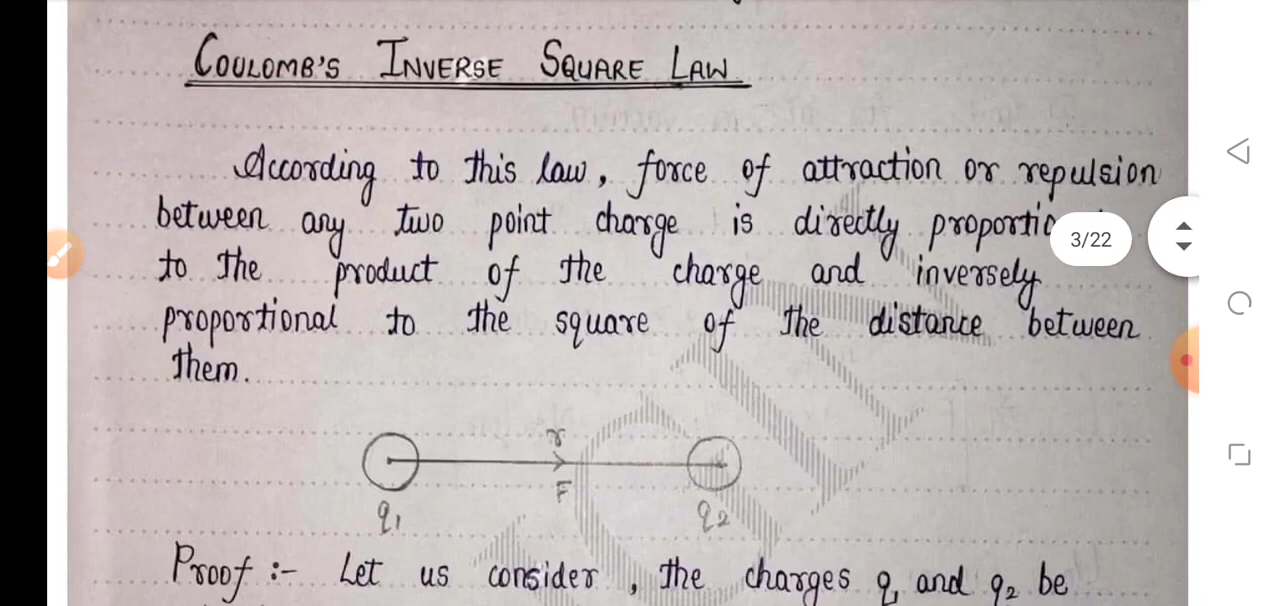 COULOMB'S INVERSE SQUARE LAW
According to this law, force of attraction or repulsion
between any two point charge is directly
3/22
to the product of the charge and inversely
proportional to the square of the distance between
them.
r
F
q1
q2
Proof :- Let us consider, the charges q1 and q2 be